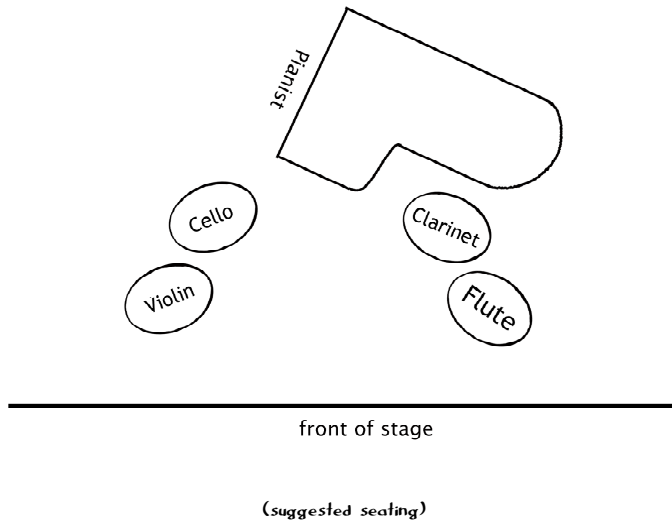 Pianist
Cello
Clarinet
Violin
Flute
front of stage
(suggested seating)